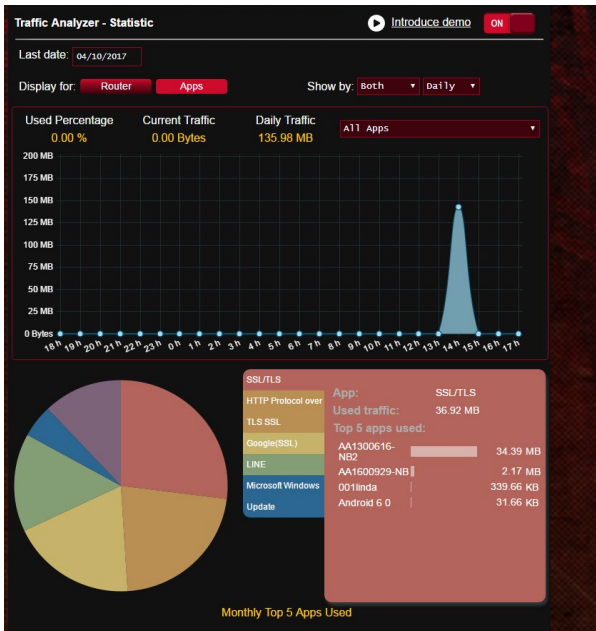 Traffic Analyzer - Statistic
Introduce demo
ON
Last date: 04/10/2017
Display for: Router Apps
Show by: Both Daily
Used Percentage Current Traffic Daily Traffic
0.00 % 0.00 Bytes 135.98 MB
All Apps
200 MB
175 MB
150 MB
125 MB
100 MB
75 MB
50 MB
25 MB
0 Bytes
18 h 19 h 20 h 21 h 22 h 23 h 0 h 1 h 2 h 3 h 4 h 5 h 6 h 7 h 8 h 9 h 10 h 11 h 12 h 13 h 14 h 15 h 16 h 17 h
SSL/TLS
HTTP Protocol over
TLS SSL
Google(SSL)
LINE
Microsoft Windows
Update
App: SSL/TLS
Used traffic: 36.92 MB
Top 5 apps used:
AA1300616-
NB2 34.39 MB
AA1600929-NB 2.17 MB
001linda 339.66 KB
Android 6 0 31.66 KB
Monthly Top 5 Apps Used